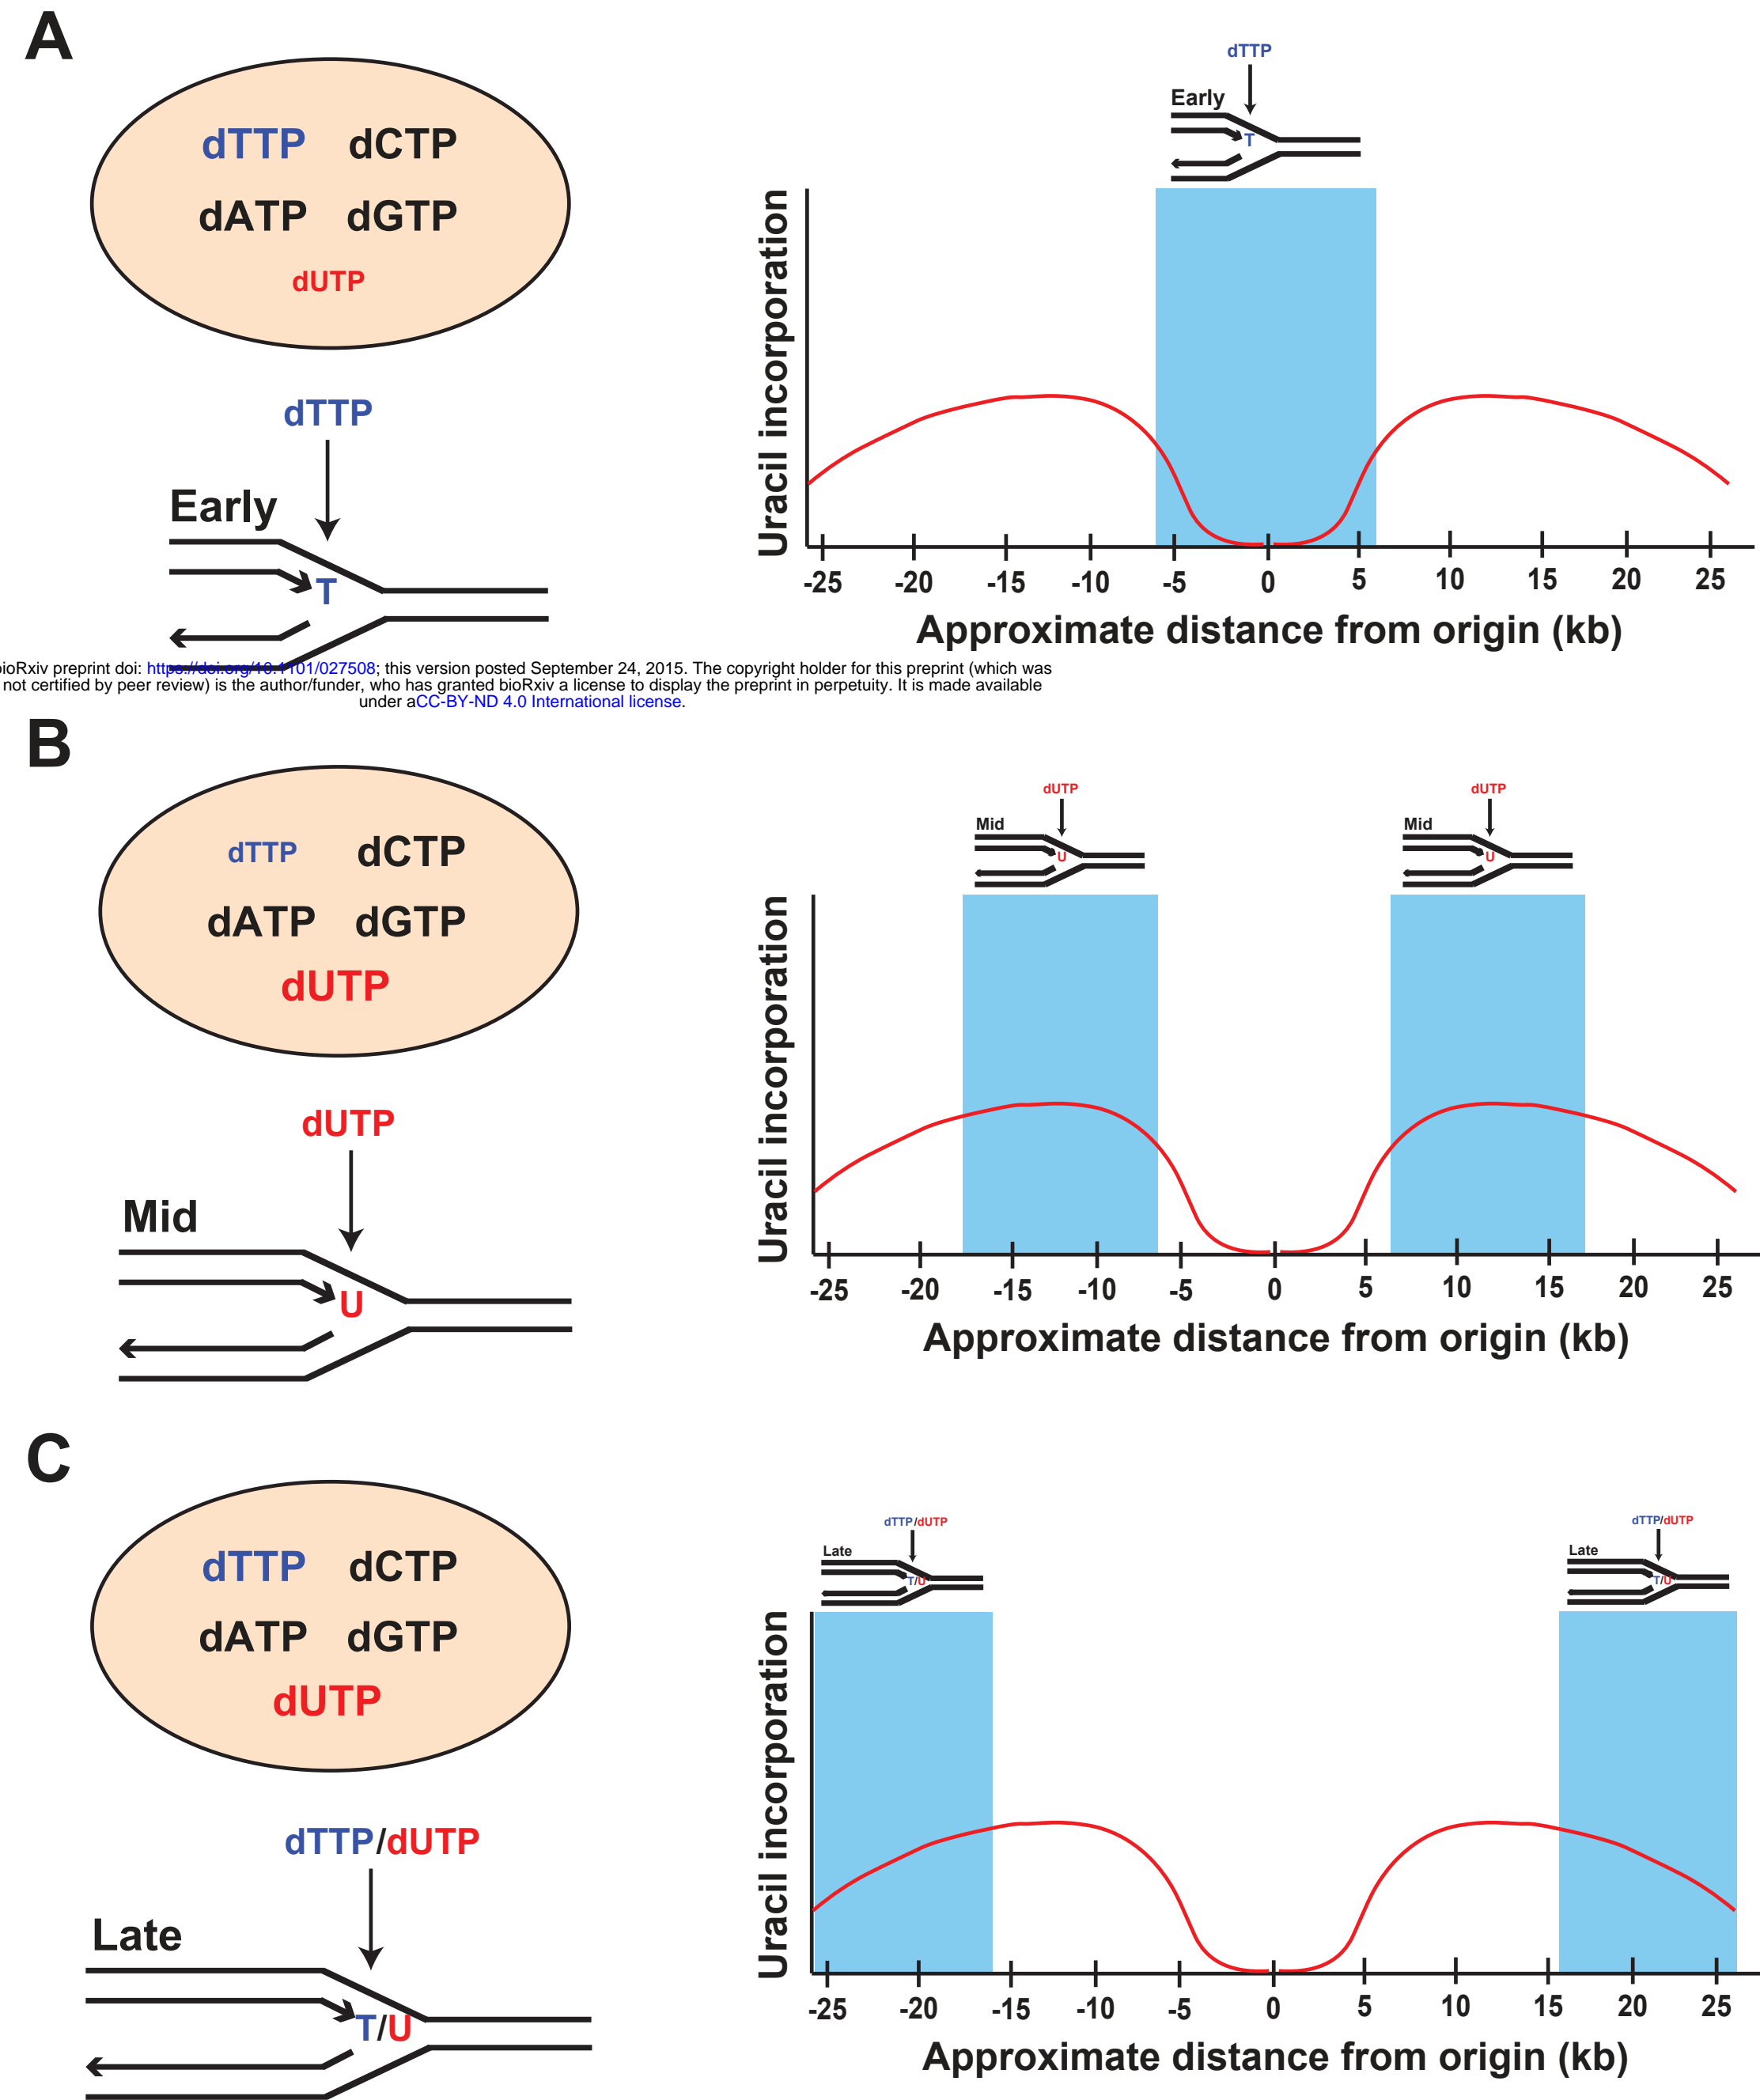 A
dTTP dCTP
dATP dGTP
dUTP
dTTP
Early
T
dTTP
Early
T
Uracil incorporation
-25 -20 -15 -10 -5 0 5 10 15 20 25
Approximate distance from origin (kb)
bioRxiv preprint doi: https://doi.org/10.1101/027508; this version posted September 24, 2015. The copyright holder for this preprint (which was
not certified by peer review) is the author/funder, who has granted bioRxiv a license to display the preprint in perpetuity. It is made available
under aCC-BY-ND 4.0 International license.
B
dTTP dCTP
dATP dGTP
dUTP
dUTP
Mid
U
dUTP
Mid
U
dUTP
Mid
U
Uracil incorporation
-25 -20 -15 -10 -5 0 5 10 15 20 25
Approximate distance from origin (kb)
C
dTTP dCTP
dATP dGTP
dUTP
dTTP/dUTP
Late
T/U
dTTP/dUTP
Late
T/U
dTTP/dUTP
Late
T/U
Uracil incorporation
-25 -20 -15 -10 -5 0 5 10 15 20 25
Approximate distance from origin (kb)